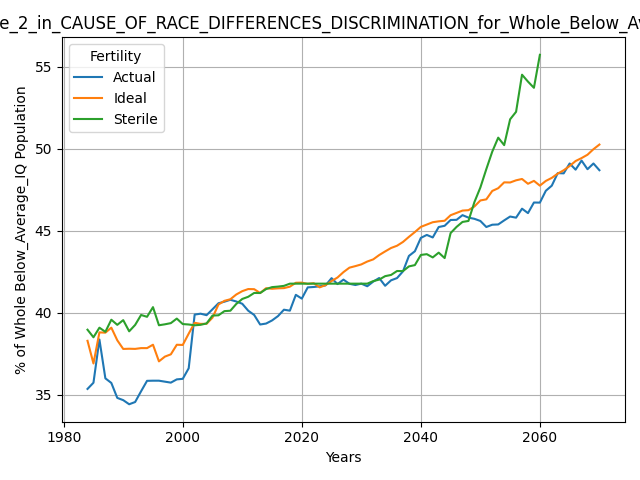 e_2_in_CAUSE_OF_RACE_DIFFERENCES_DISCRIMINATION_for_Whole_Below_Av
Fertility
Actual
Ideal
Sterile
% of Whole Below_Average_IQ Population
55
50
45
40
35
1980
2000
2020
2040
2060
Years